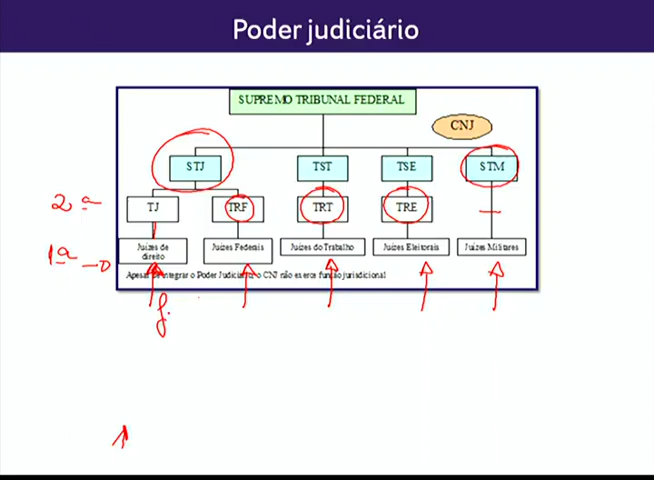 Poder judiciário
SUPREMO TRIBUNAL FEDERAL
CNJ
STJ TST TSE STM
2ª TJ TRF TRT TRE
1ª Juízes de direito Juízes Federais Juízes do Trabalho Juízes Eleitorais Juízes Militares
Apesar de integrar o Poder Judiciário o CNJ não exerce função jurisdicional